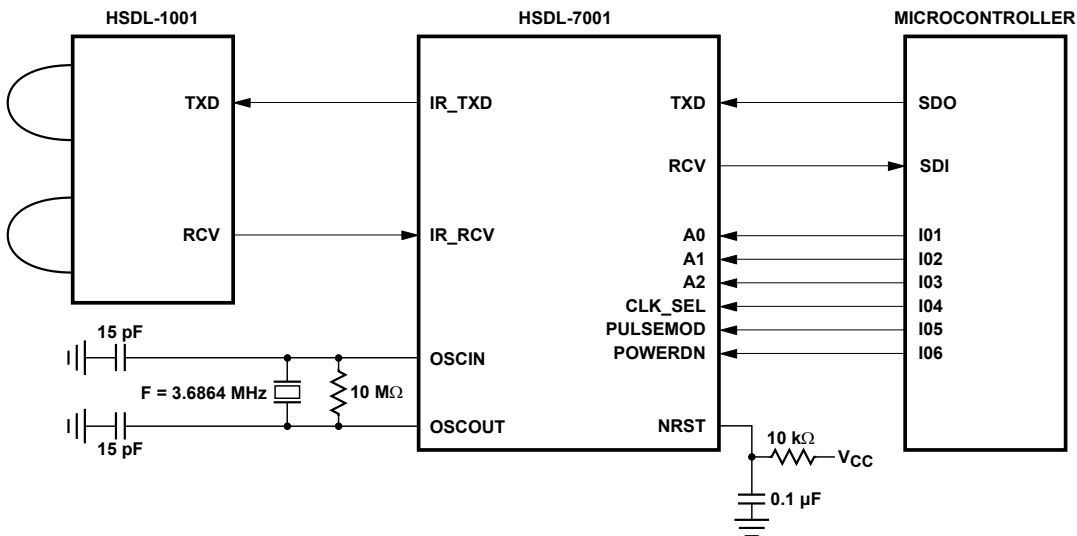 HSDL-1001
HSDL-7001
MICROCONTROLLER
TXD
IR_TXD
TXD
SDO
RCV
SDI
RCV
IR_RCV
A0
I01
A1
I02
A2
I03
CLK_SEL
I04
PULSEMOD
I05
POWERDN
I06
15 pF
OSCIN
F = 3.6864 MHz
10 MΩ
OSCOUT
15 pF
NRST
10 kΩ
VCC
0.1 µF